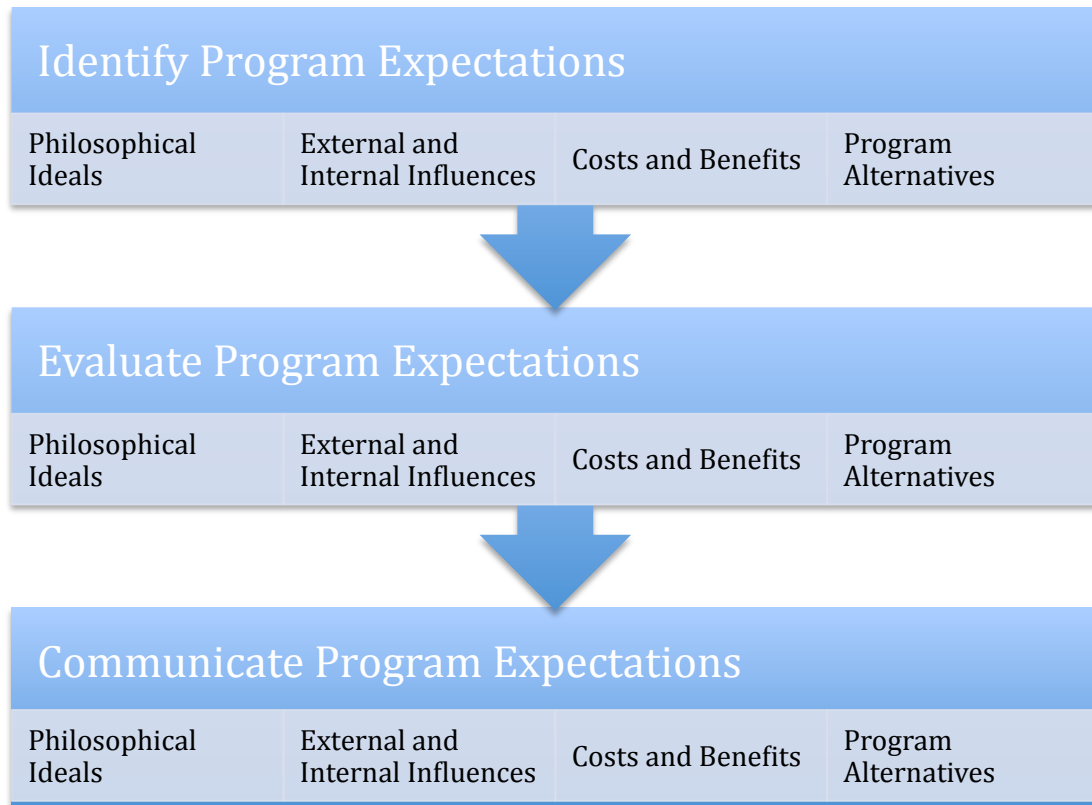 Identify Program Expectations
Philosophical
Ideals
External and
Internal Influences
Costs and Benefits
Program
Alternatives
Evaluate Program Expectations
Philosophical
Ideals
External and
Internal Influences
Costs and Benefits
Program
Alternatives
Communicate Program Expectations
Philosophical
Ideals
External and
Internal Influences
Costs and Benefits
Program
Alternatives